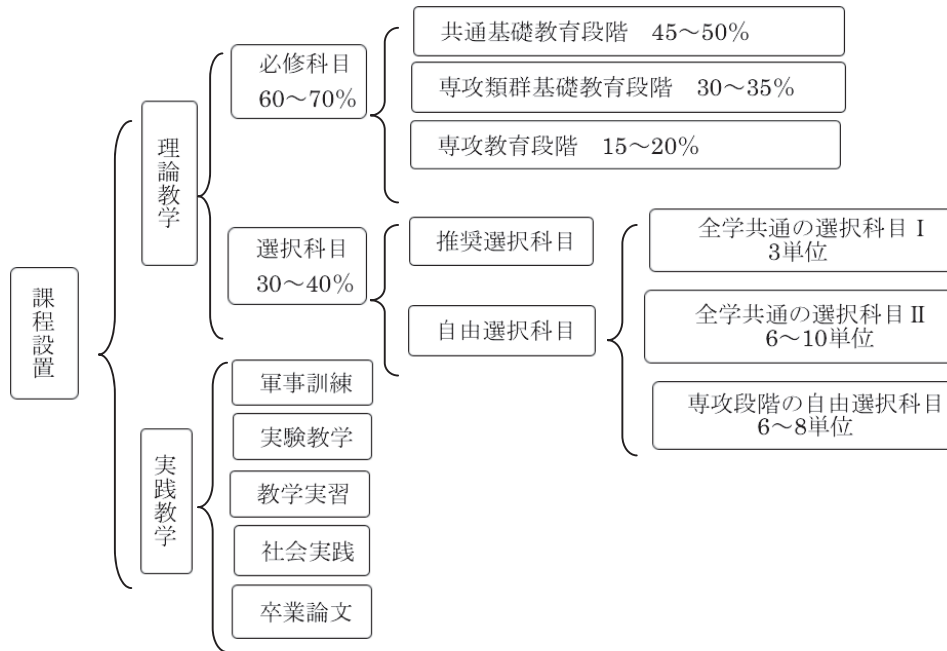 課程設置
理論教学
必修科目
60～70%
共通基礎教育段階 45～50%
専攻類群基礎教育段階 30～35%
専攻教育段階 15～20%
選択科目
30～40%
推奨選択科目
自由選択科目
全学共通の選択科目Ⅰ
3単位
全学共通の選択科目Ⅱ
6～10単位
専攻段階の自由選択科目
6～8単位
実践教学
軍事訓練
実験教学
教学実習
社会実践
卒業論文